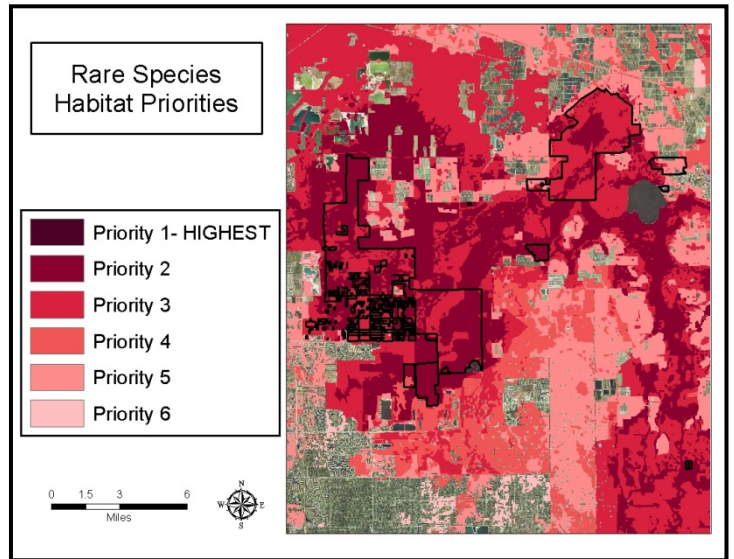 Rare Species
Habitat Priorities
Priority 1- HIGHEST
Priority 2
Priority 3
Priority 4
Priority 5
Priority 6
0 1.5 3 6
Miles
N
W E
S